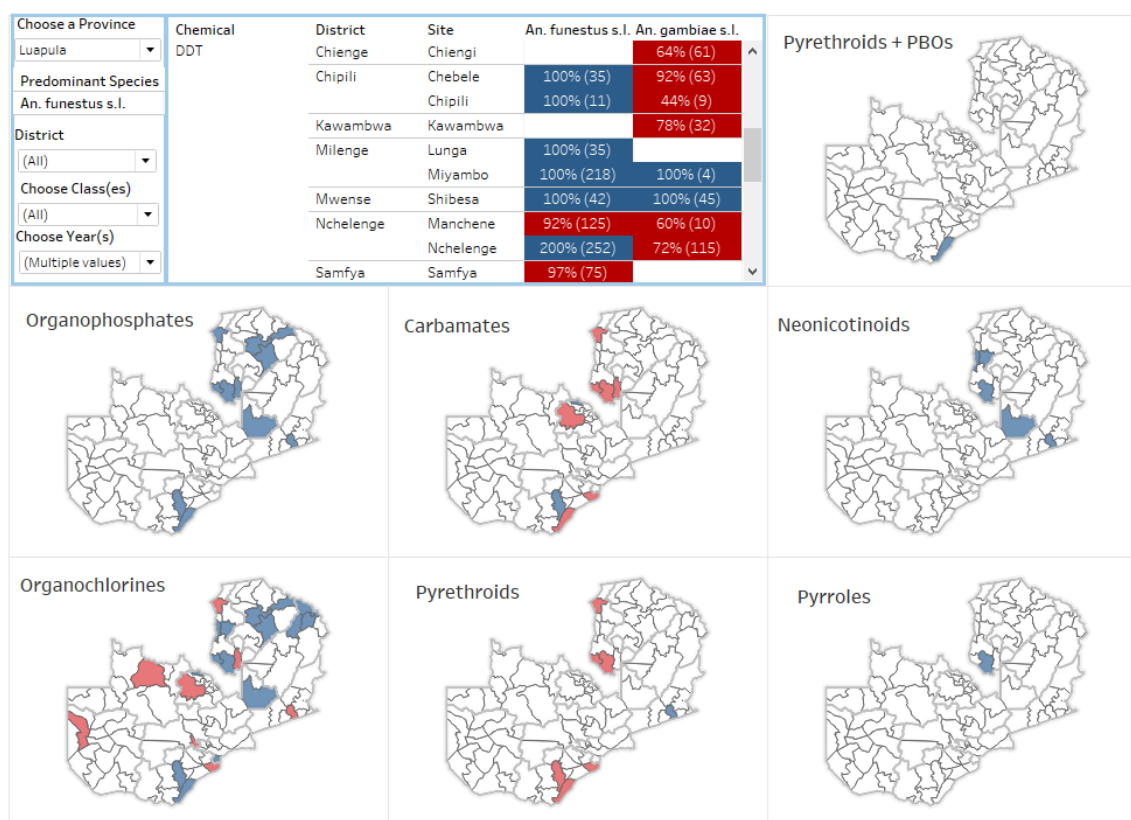 Choose a Province
Luapula
Predominant Species
An. funestus s.l.
District
(All)
Choose Class(es)
(All)
Choose Year(s)
(Multiple values)
Chemical District Site An. funestus s.l. An. gambiae s.l.
DDT Chienge Chiengi 64% (61)
Chipili Chebele 100% (35) 92% (63)
Chipili 100% (11) 44% (9)
Kawambwa Kawambwa 78% (32)
Milenge Lunga 100% (35)
Miyambo 100% (218) 100% (4)
Mwense Shibesa 100% (42) 100% (45)
Nchelenge Manchene 92% (125) 60% (10)
Nchelenge 200% (252) 72% (115)
Samfya Samfya 97% (75)
Pyrethroids + PBOs
Organophosphates
Carbamates
Neonicotinoids
Organochlorines
Pyrethroids
Pyrroles